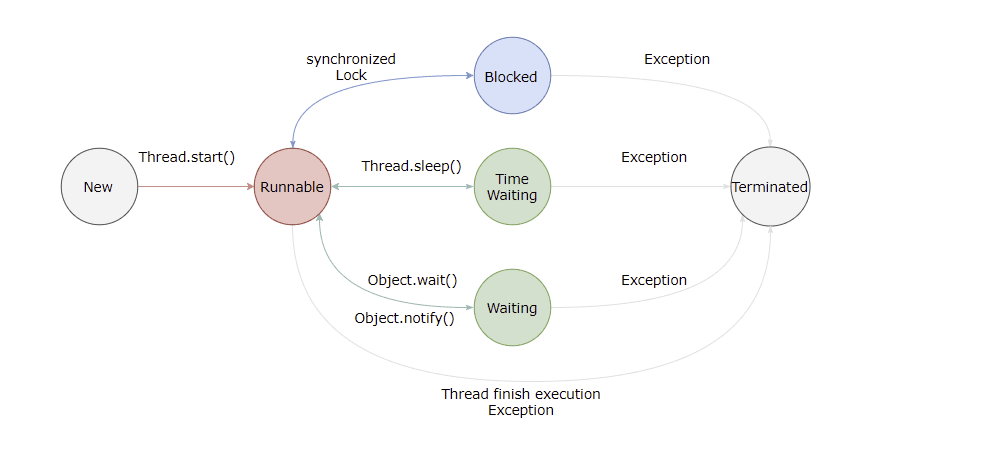 synchronized
Lock
Blocked
Exception
Thread.start()
Thread.sleep()
Exception
New
Runnable
Time
Waiting
Terminated
Object.wait()
Exception
Waiting
Object.notify()
Thread finish execution
Exception